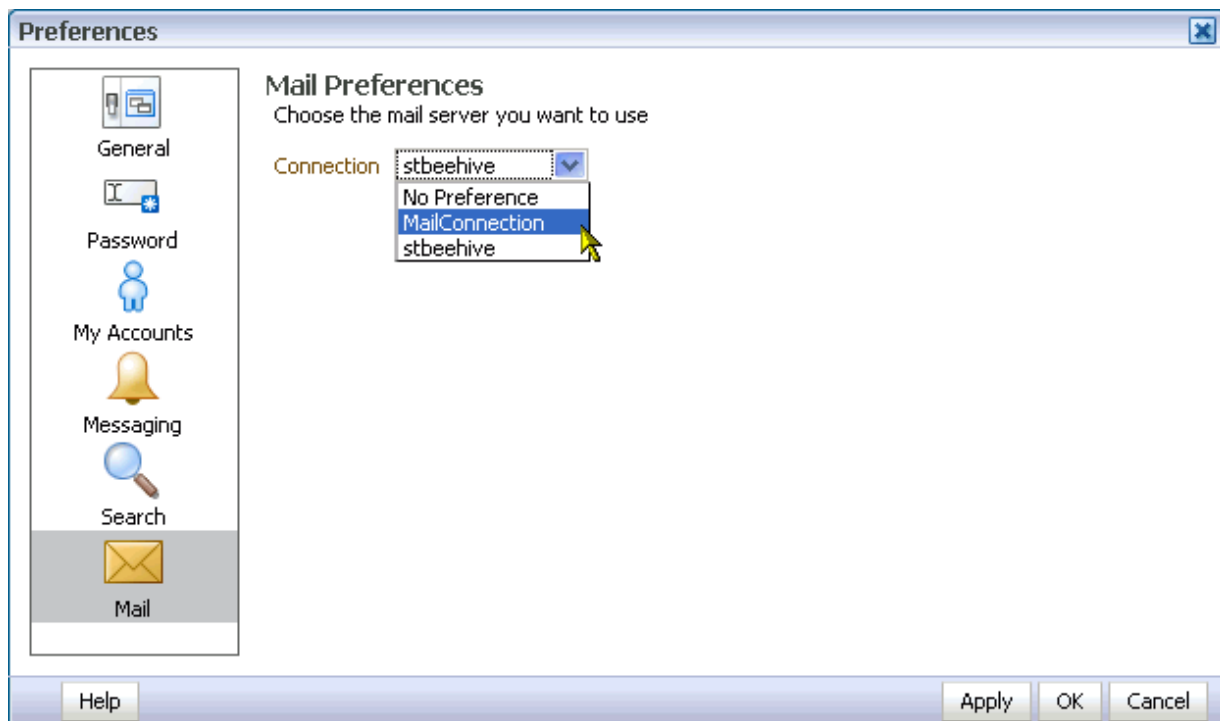 Preferences
General
Password
My Accounts
Messaging
Search
Mail
Mail Preferences
Choose the mail server you want to use
Connection stbeehive
No Preference
MailConnection
stbeehive
Help Apply OK Cancel